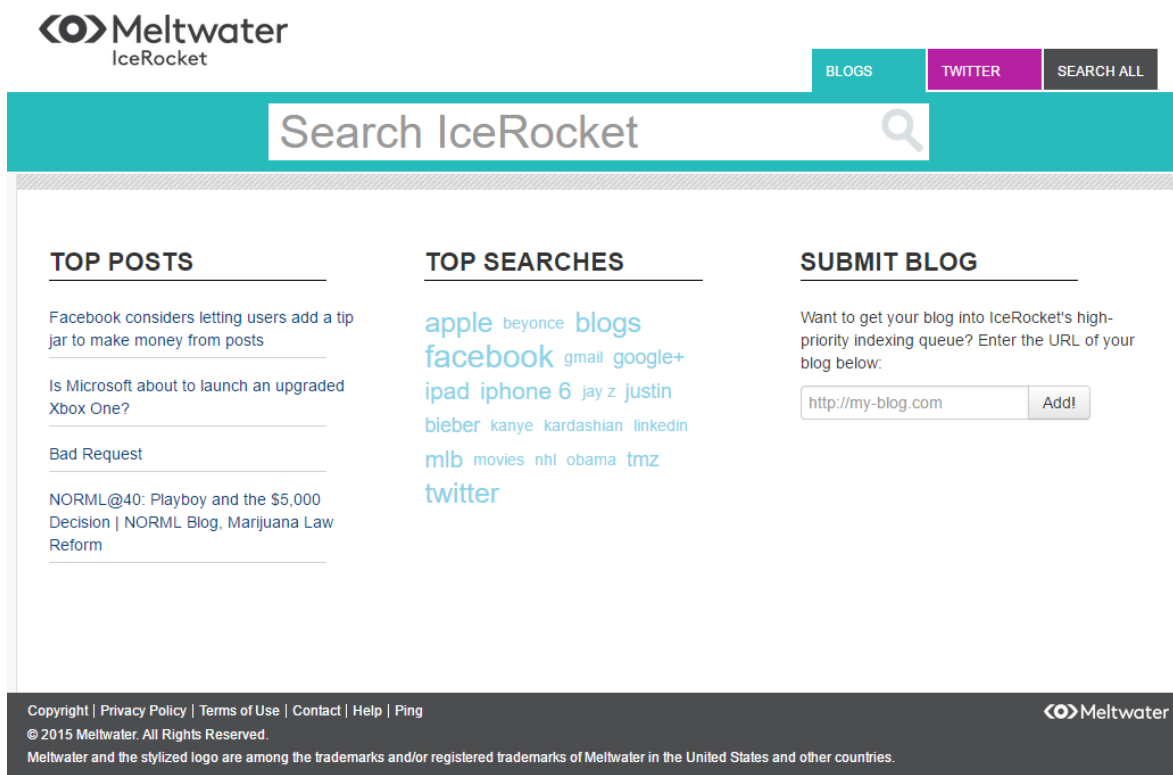 Meltwater
IceRocket
BLOGS
TWITTER
SEARCH ALL
Search IceRocket
TOP POSTS
Facebook considers letting users add a tip
jar to make money from posts
Is Microsoft about to launch an upgraded
Xbox One?
Bad Request
NORML@40: Playboy and the $5,000
Decision | NORML Blog, Marijuana Law
Reform
TOP SEARCHES
apple beyonce blogs
facebook gmail google+
ipad iphone 6 jay z justin
bieber kanye kardashian linkedin
mlb movies nhl obama tmz
twitter
SUBMIT BLOG
Want to get your blog into IceRocket's high-
priority indexing queue? Enter the URL of your
blog below:
http://my-blog.com
Add!
Copyright | Privacy Policy | Terms of Use | Contact | Help | Ping
© 2015 Meltwater. All Rights Reserved.
Meltwater and the stylized logo are among the trademarks and/or registered trademarks of Meltwater in the United States and other countries.
Meltwater